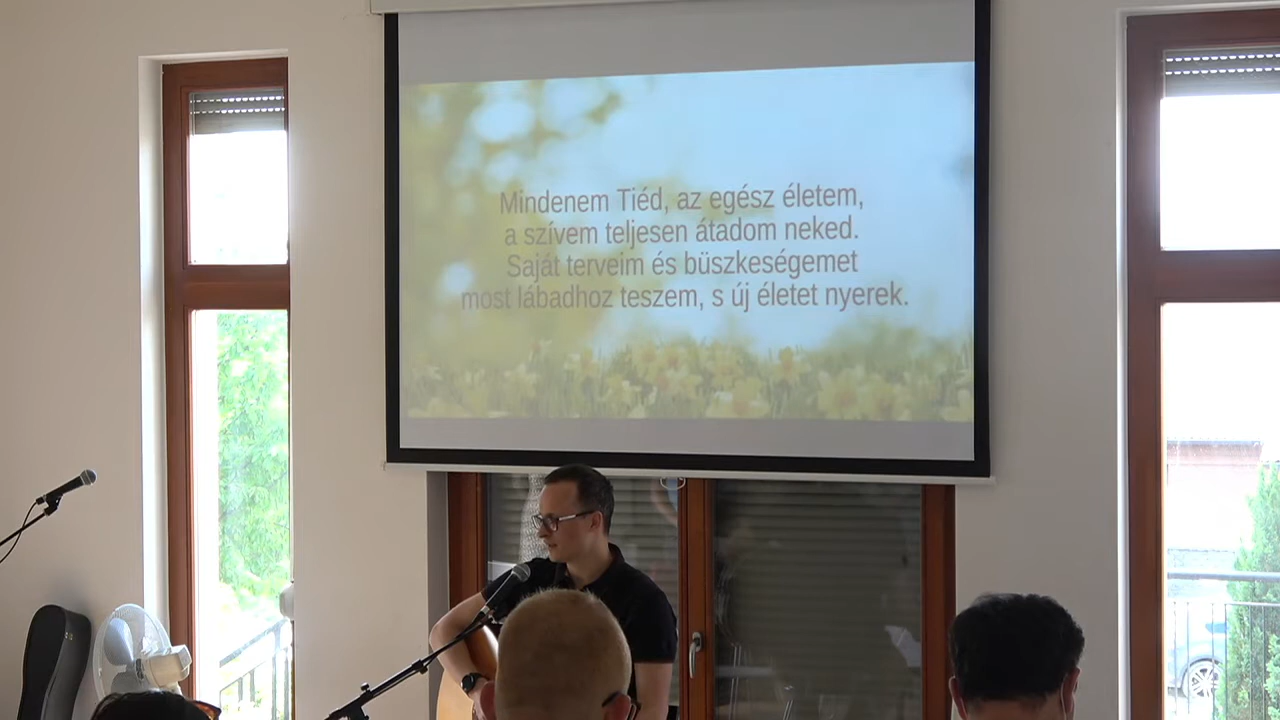 Mindenem Tiéd, az egész életem,
a szívem teljesen átadom neked.
Saját terveim és büszkeségemet
most lábadhoz teszem, s új életet nyerek.